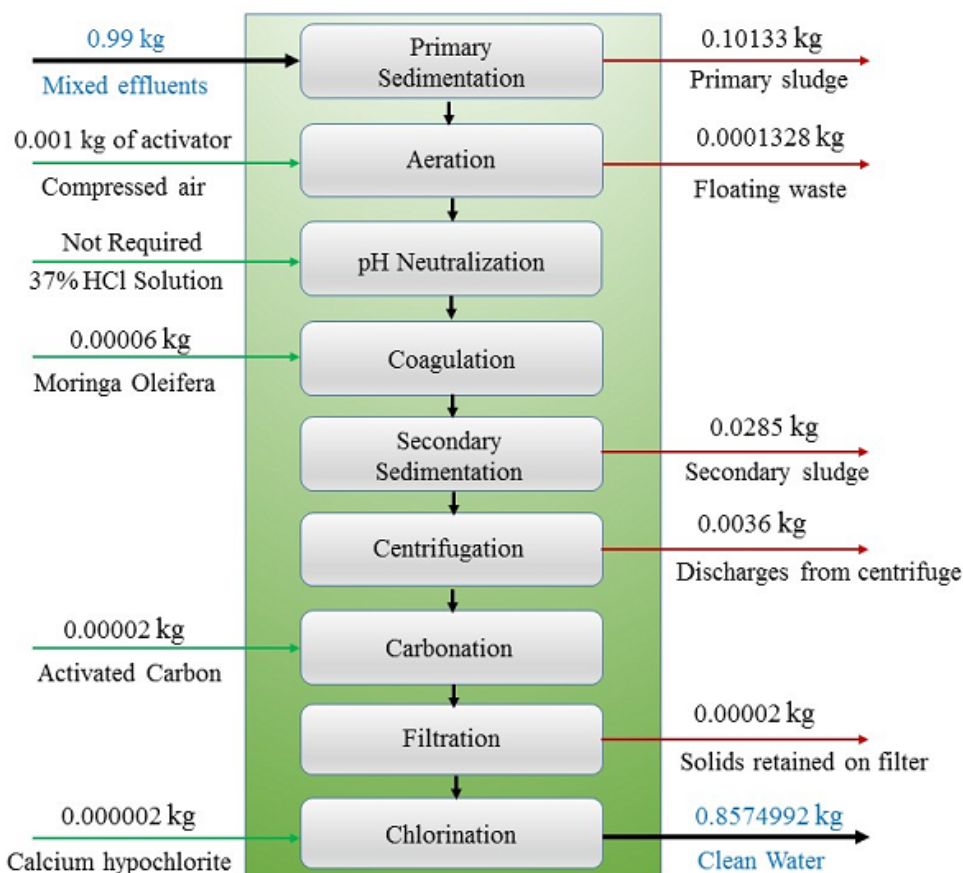 0.99 kg
Mixed effluents
Primary
Sedimentation
0.10133 kg
Primary sludge
0.001 kg of activator
Compressed air
Aeration
0.0001328 kg
Floating waste
Not Required
37% HCl Solution
pH Neutralization
0.00006 kg
Moringa Oleifera
Coagulation
Secondary
Sedimentation
0.0285 kg
Secondary sludge
Centrifugation
0.0036 kg
Discharges from centrifuge
0.00002 kg
Activated Carbon
Carbonation
Filtration
0.00002 kg
Solids retained on filter
0.000002 kg
Calcium hypochlorite
Chlorination
0.8574992 kg
Clean Water